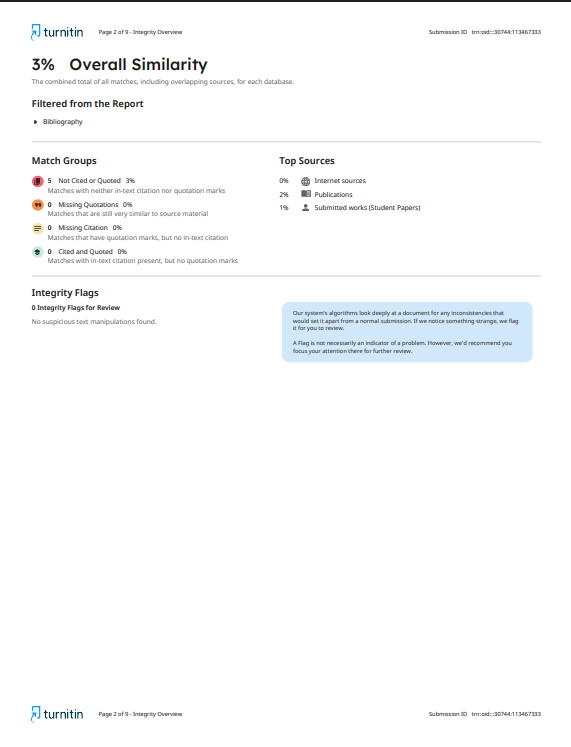 turnitin Page 2 of 9 - Integrity Overview Submission ID trn:oid:::30744:113467333
3% Overall Similarity
The combined total of all matches, including overlapping sources, for each database.
Filtered from the Report
Bibliography
Match Groups
5 Not Cited or Quoted 3%
Matches with neither in-text citation nor quotation marks
0 Missing Quotations 0%
Matches that are still very similar to source material
0 Missing Citation 0%
Matches that have quotation marks, but no in-text citation
0 Cited and Quoted 0%
Matches with in-text citation present, but no quotation marks
Top Sources
0% Internet sources
2% Publications
1% Submitted works (Student Papers)
Integrity Flags
0 Integrity Flags for Review
No suspicious text manipulations found.
Our system's algorithms look deeply at a document for any inconsistencies that
would set it apart from a normal submission. If we notice something strange, we flag
it for you to review.
A Flag is not necessarily an indicator of a problem. However, we'd recommend you
focus your attention there for further review.
turnitin Page 2 of 9 - Integrity Overview Submission ID trn:oid:::30744:113467333